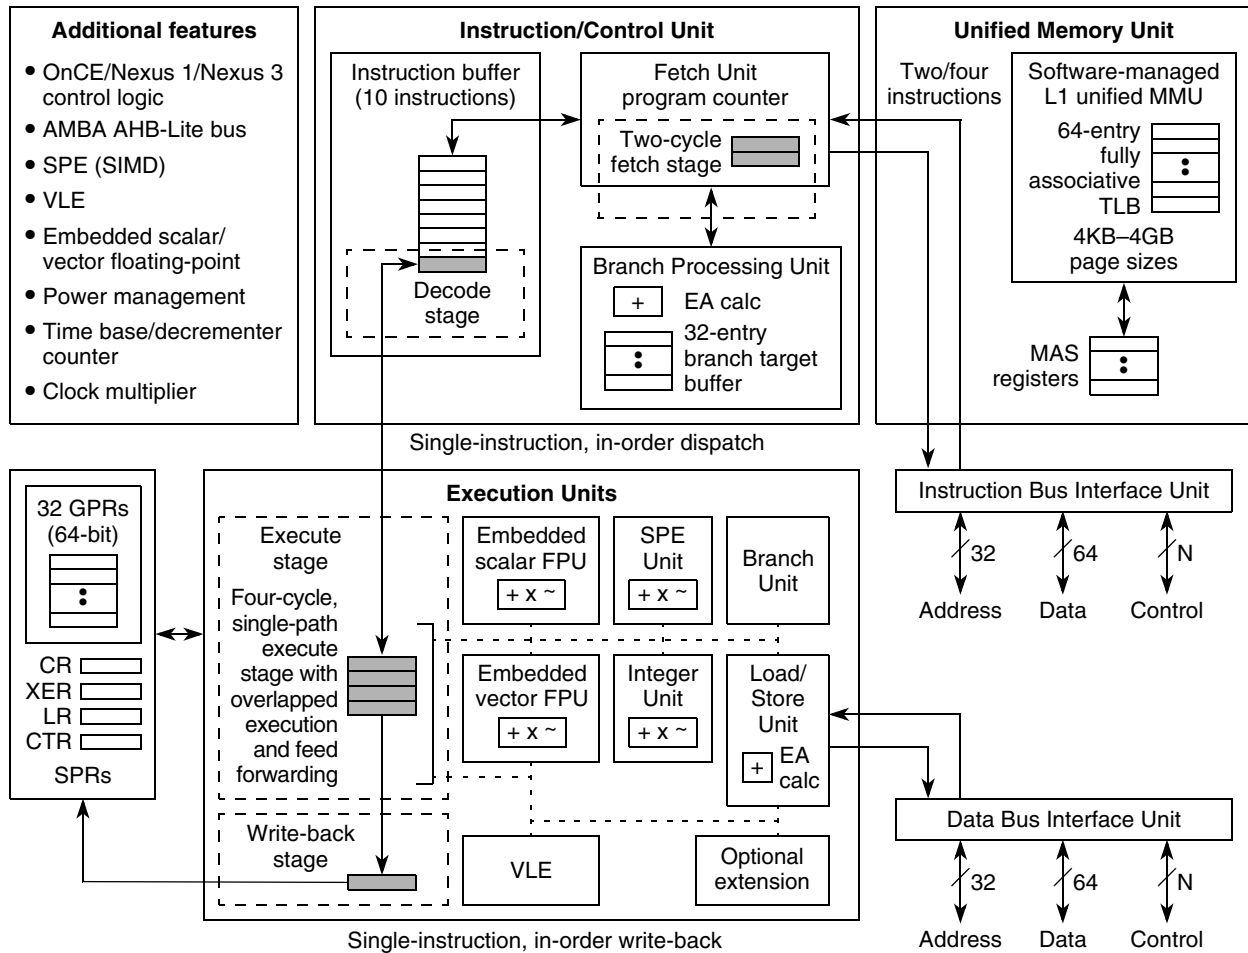 Additional features
• OnCE/Nexus 1/Nexus 3
control logic
• AMBA AHB-Lite bus
• SPE (SIMD)
• VLE
• Embedded scalar/
vector floating-point
• Power management
• Time base/decrementer
counter
• Clock multiplier
Instruction/Control Unit
Instruction buffer
(10 instructions)
Decode
stage
Fetch Unit
program counter
Two-cycle
fetch stage
Branch Processing Unit
+ EA calc
32-entry
branch target
buffer
Single-instruction, in-order dispatch
Unified Memory Unit
Two/four
instructions
Software-managed
L1 unified MMU
64-entry
fully
associative
TLB
4KB–4GB
page sizes
MAS
registers
32 GPRs
(64-bit)
CR
XER
LR
CTR
SPRs
Execution Units
Execute
stage
Four-cycle,
single-path
execute
stage with
overlapped
execution
and feed
forwarding
Write-back
stage
Embedded
scalar FPU
+ x ~
SPE
Unit
+ x ~
Branch
Unit
Embedded
vector FPU
+ x ~
Integer
Unit
+ x ~
Load/
Store
Unit
+ EA
calc
VLE
Optional
extension
Single-instruction, in-order write-back
Instruction Bus Interface Unit
32 64 N
Address Data Control
Data Bus Interface Unit
32 64 N
Address Data Control